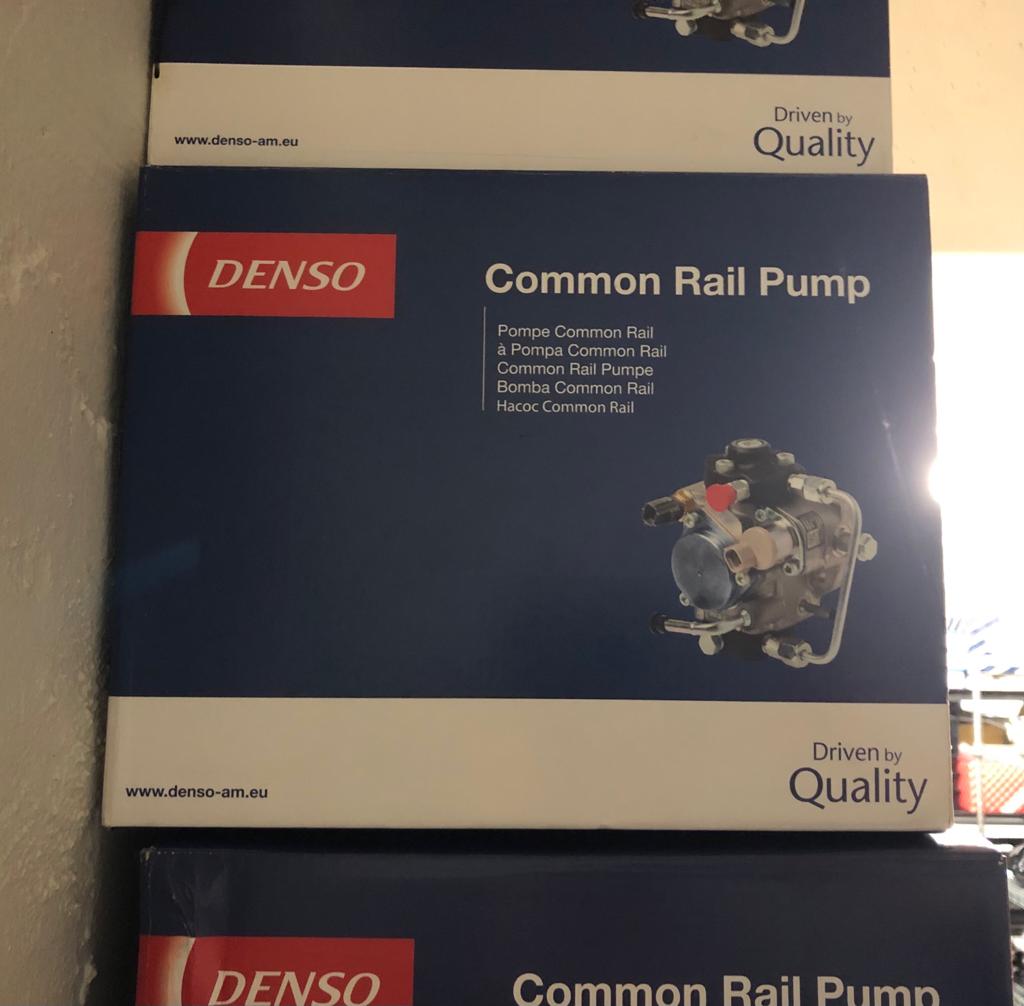 www.denso-am.eu
Driven by
Quality
DENSO
Common Rail Pump
Pompe Common Rail
à Pompa Common Rail
Common Rail Pumpe
Bomba Common Rail
Насос Common Rail
www.denso-am.eu
Driven by
Quality
DENSO
Common Rail Pump